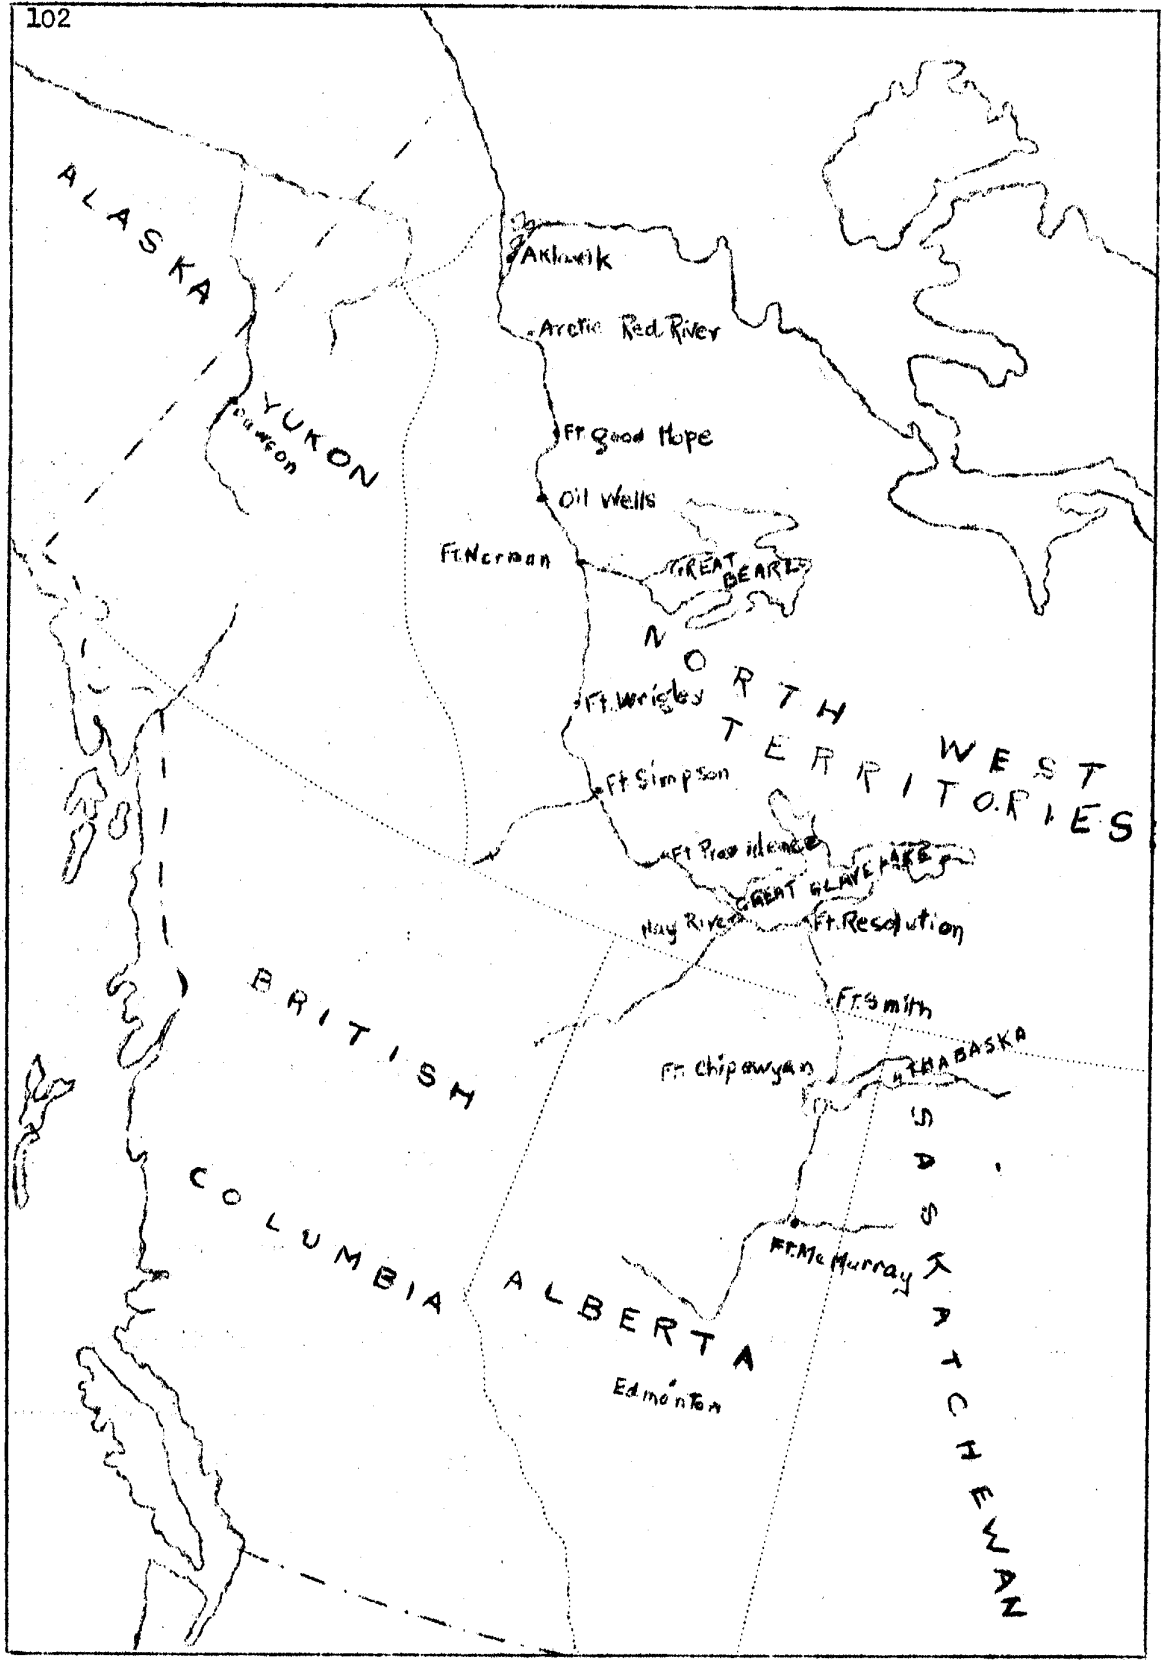 102
ALASKA
Aklavik
Arctic Red River
YUKON
Dawson
Ft. Good Hope
Oil Wells
Ft. Norman
GREAT
BEAR L
NORTH WEST
TERRITORIES
Ft. Wrigley
Ft Simpson
Ft Providence
GREAT SLAVE LAKE
Hay River
Ft. Resolution
Ft. Smith
BRITISH
COLUMBIA
Ft. Chipewyan
ATHABASKA
SASKATCHEWAN
Ft. Mc Murray
ALBERTA
Edmonton